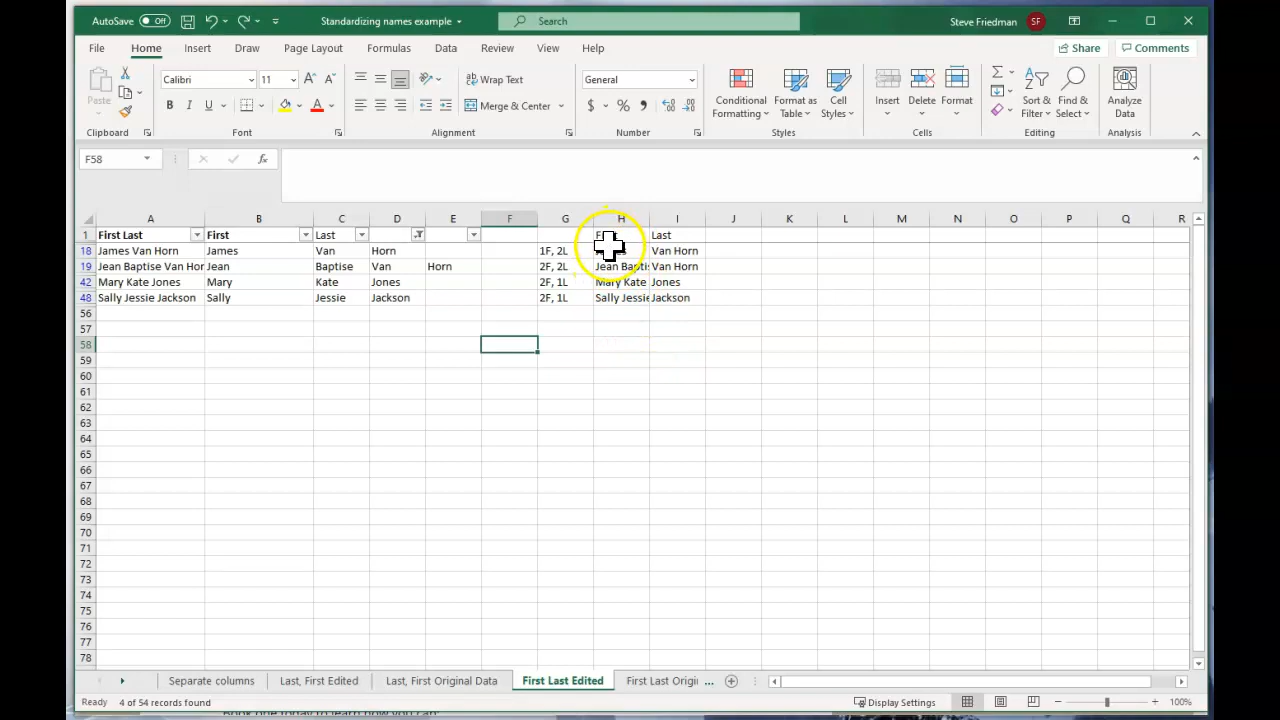 AutoSave Off Standardizing names example Search Steve Friedman SF
File Home Insert Draw Page Layout Formulas Data Review View Help Share Comments
Paste Calibri 11 A A Wrap Text General Conditional Formatting Format as Table Cell Styles Insert Delete Format Sort & Filter Find & Select Analyze Data
B I U A Merge & Center $ %
Clipboard Font Alignment Number Styles Cells Editing Analysis
F58 fx
A B C D E F G H I J K L M N O P Q R
1 First Last First Last Last
18 James Van Horn James Van Horn 1F, 2L Van Horn
19 Jean Baptise Van Hor Jean Baptise Van Horn 2F, 2L Jean Bapti Van Horn
42 Mary Kate Jones Mary Kate Jones 2F, 1L Mary Kate Jones
48 Sally Jessie Jackson Sally Jessie Jackson 2F, 1L Sally Jessie Jackson
56
57
58
59
60
61
62
63
64
65
66
67
68
69
70
71
72
73
74
75
76
77
78
Separate columns Last, First Edited Last, First Original Data First Last Edited First Last Origin ...
Ready 4 of 54 records found Display Settings 100%